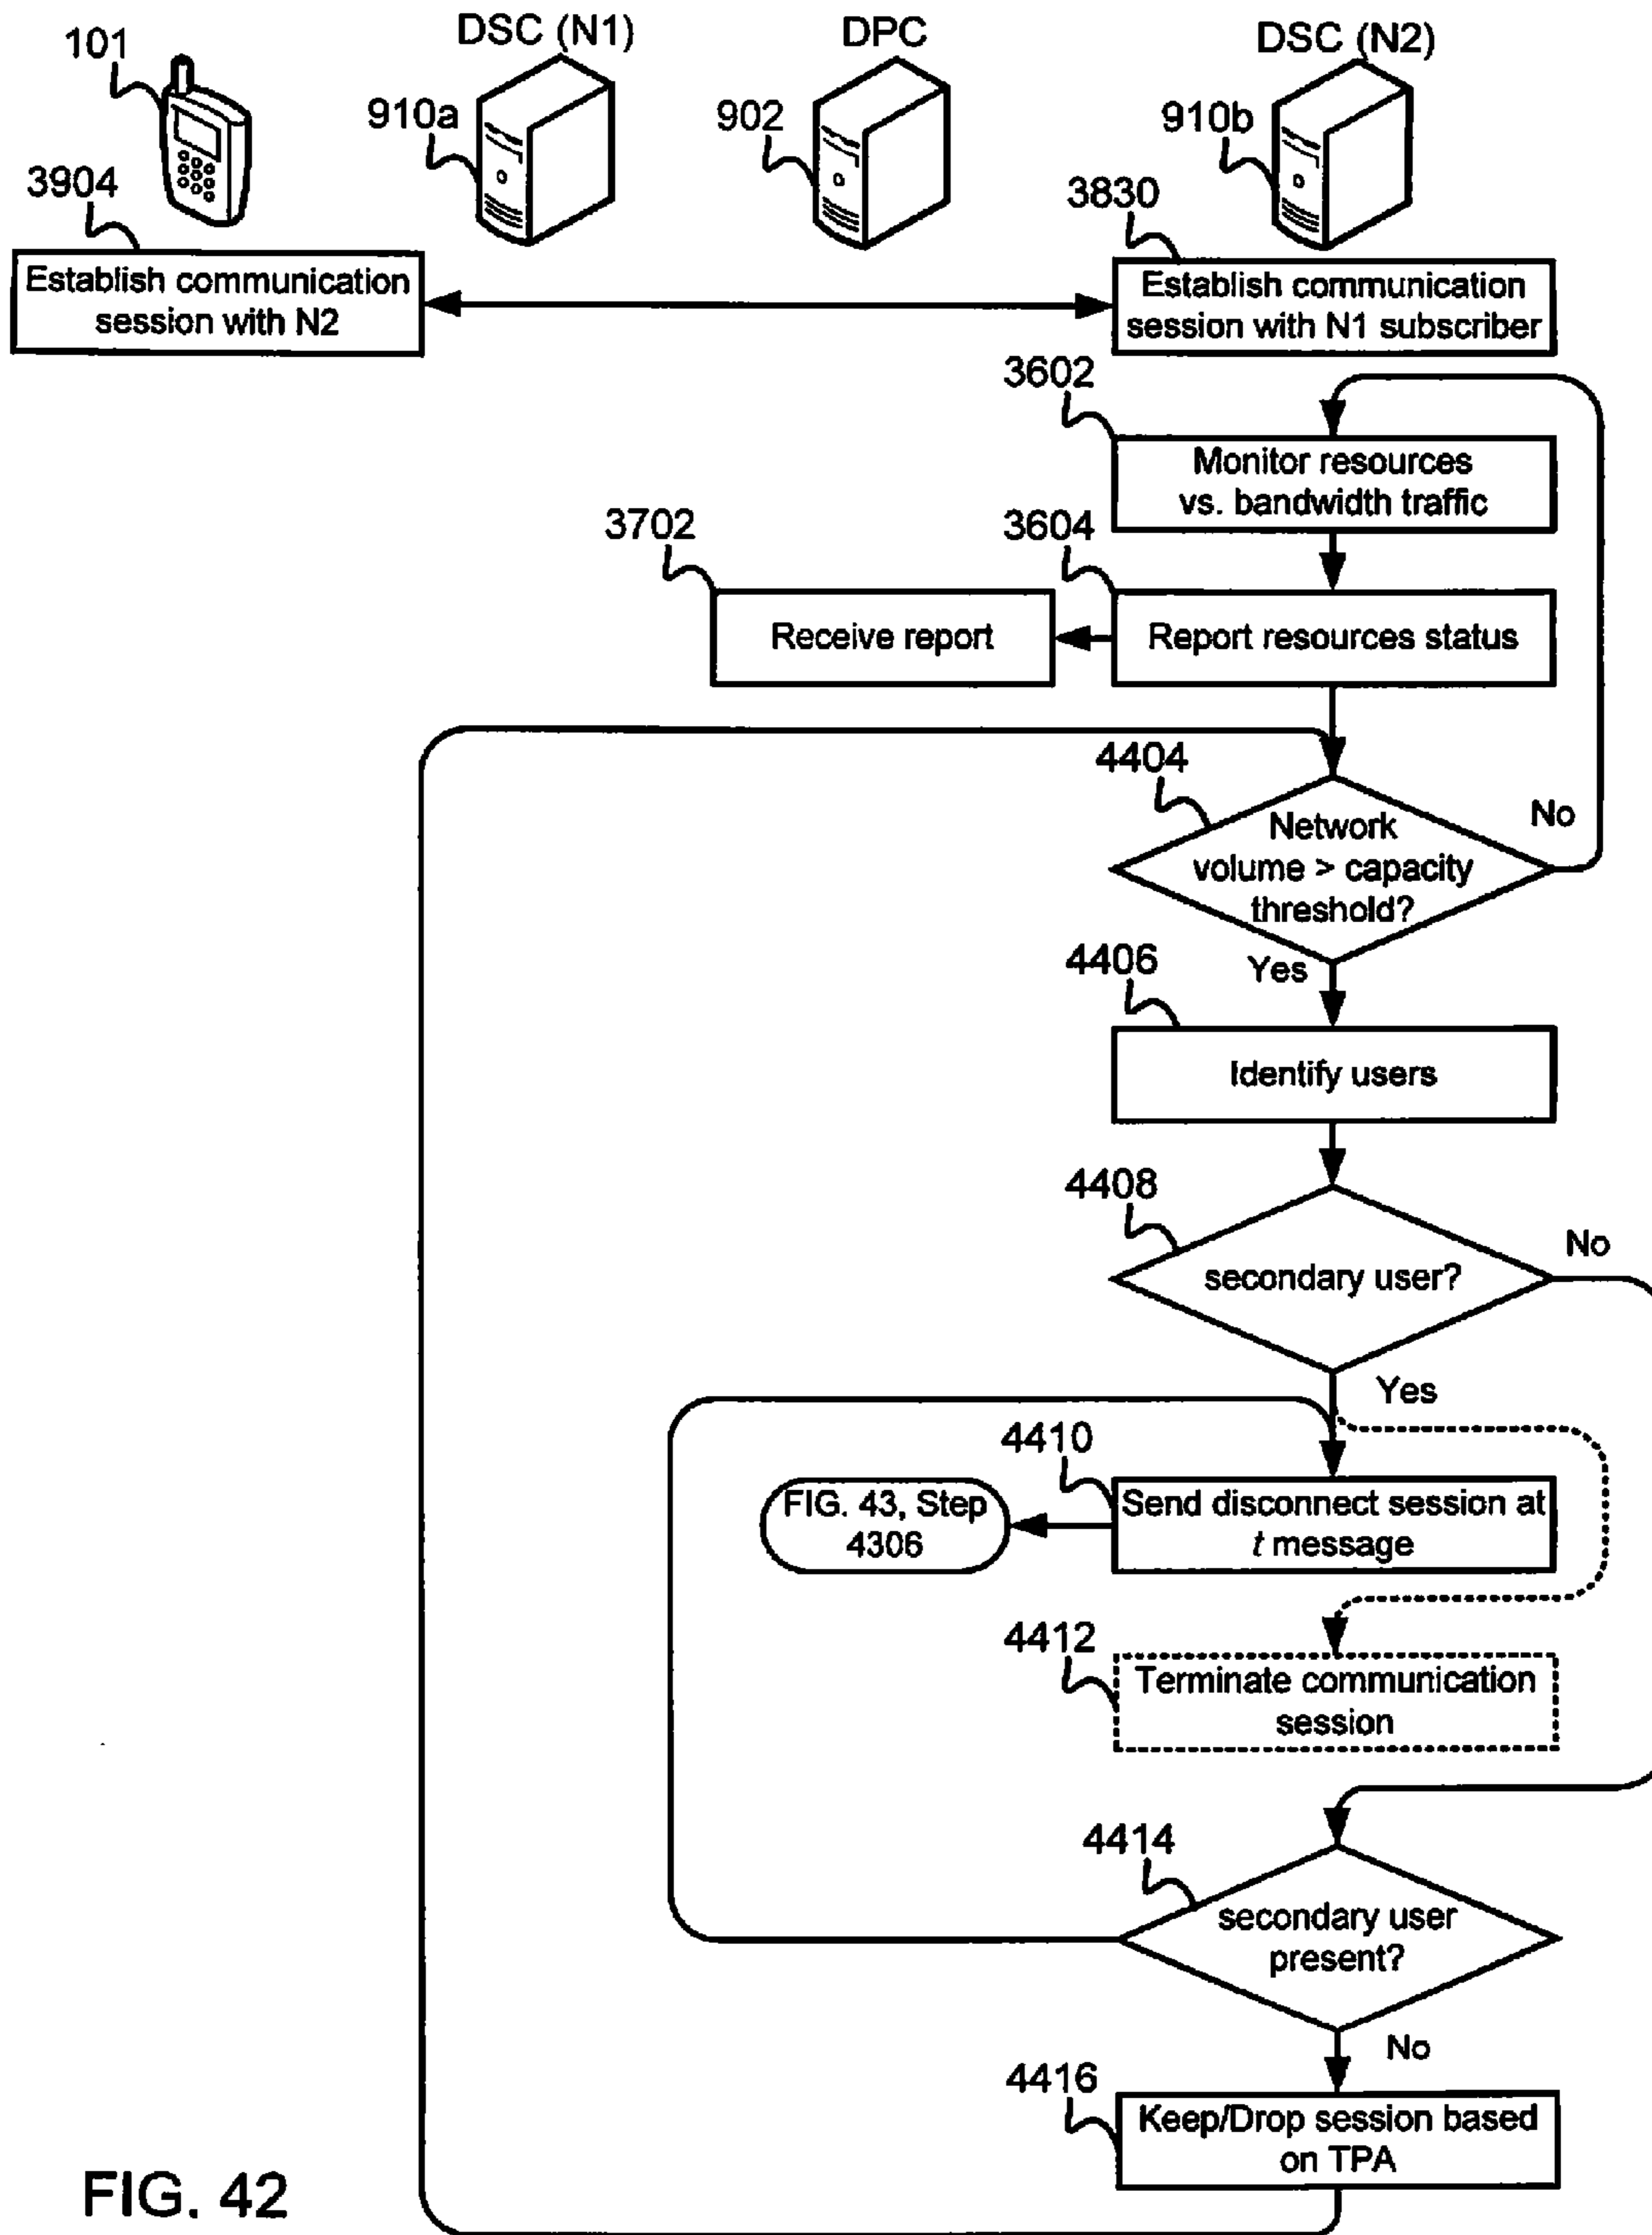 101
DSC (N1)
DPC
DSC (N2)
910a
902
910b
3904
3830
Establish communication
session with N2
Establish communication
session with N1 subscriber
3602
Monitor resources
vs. bandwidth traffic
3702
3604
Receive report
Report resources status
4404
Network
volume > capacity
threshold?
No
Yes
4406
Identify users
4408
secondary user?
No
Yes
4410
FIG. 43, Step
4306
Send disconnect session at
t message
4412
Terminate communication
session
4414
secondary user
present?
No
4416
Keep/Drop session based
on TPA
FIG. 42